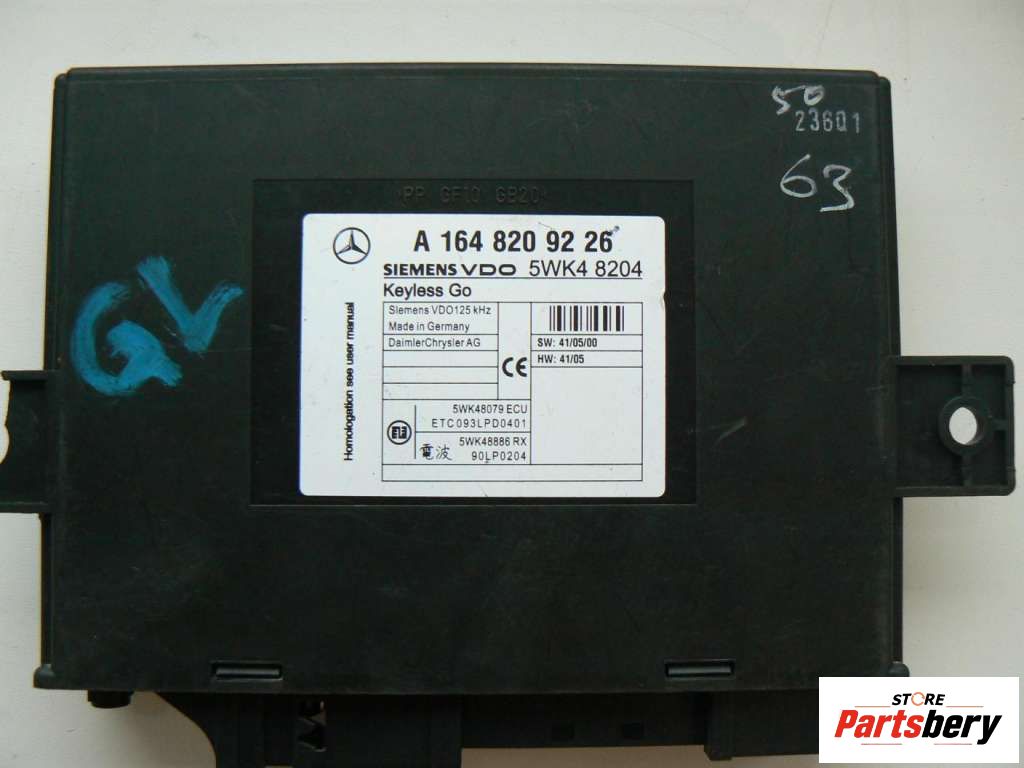 50
23601
63
PP GF10 GB20
GV
A 164 820 92 26
SIEMENS VDO 5WK4 8204
Keyless Go
Siemens VDO125 kHz
Made in Germany
DaimlerChrysler AG
SW: 41/05/00
HW: 41/05
CE
Homologation see user manual
5WK48079 ECU
ETC093LPD0401
5WK48886 RX
電波 90LP0204
STORE
Partsbery